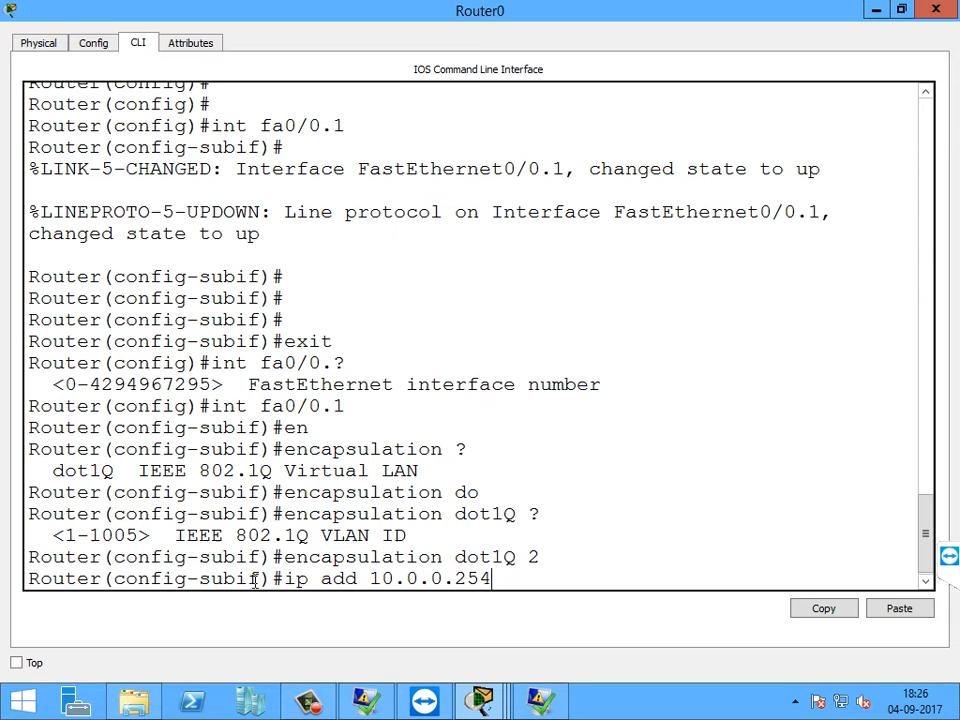 Router0
Physical
Config
CLI
Attributes
IOS Command Line Interface
Router(config)#
Router(config)#
Router(config)#int fa0/0.1
Router(config-subif)#
%LINK-5-CHANGED: Interface FastEthernet0/0.1, changed state to up
%LINEPROTO-5-UPDOWN: Line protocol on Interface FastEthernet0/0.1,
changed state to up
Router(config-subif)#
Router(config-subif)#
Router(config-subif)#
Router(config-subif)#exit
Router(config)#int fa0/0.?
<0-4294967295>  FastEthernet interface number
Router(config)#int fa0/0.1
Router(config-subif)#en
Router(config-subif)#encapsulation ?
dot1Q  IEEE 802.1Q Virtual LAN
Router(config-subif)#encapsulation do
Router(config-subif)#encapsulation dot1Q ?
<1-1005>  IEEE 802.1Q VLAN ID
Router(config-subif)#encapsulation dot1Q 2
Router(config-subif)#ip add 10.0.0.254
Copy
Paste
Top
18:26
04-09-2017